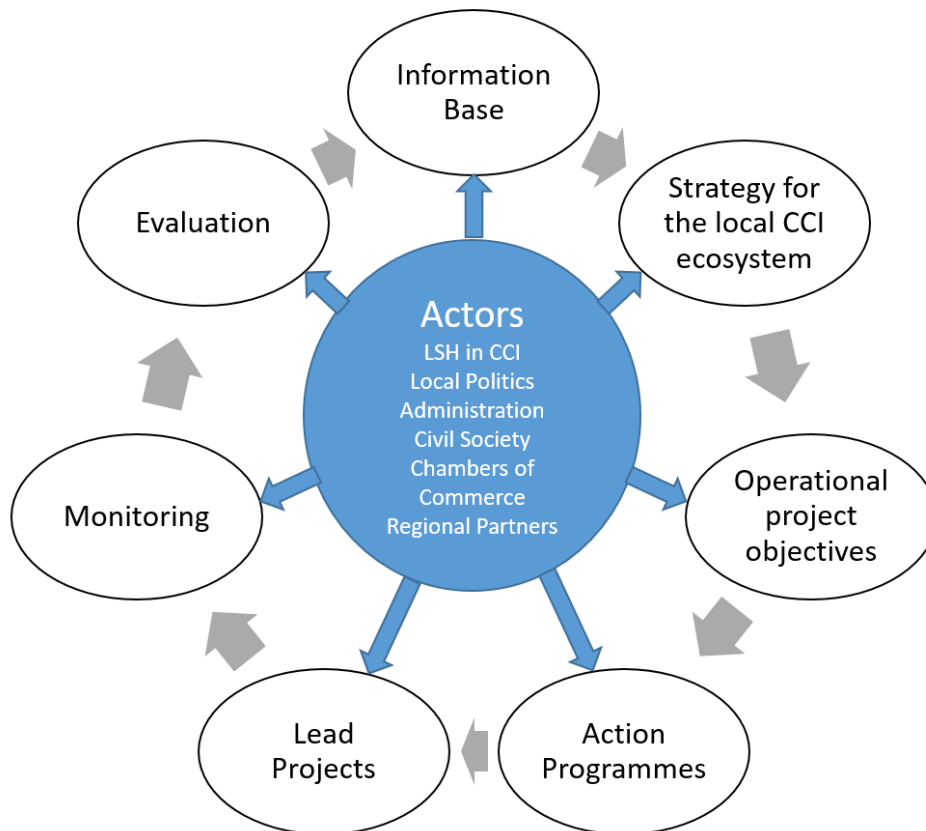 Information
Base
Strategy for
the local CCI
ecosystem
Operational
project
objectives
Action
Programmes
Lead
Projects
Monitoring
Evaluation
Actors
LSH in CCI
Local Politics
Administration
Civil Society
Chambers of
Commerce
Regional Partners